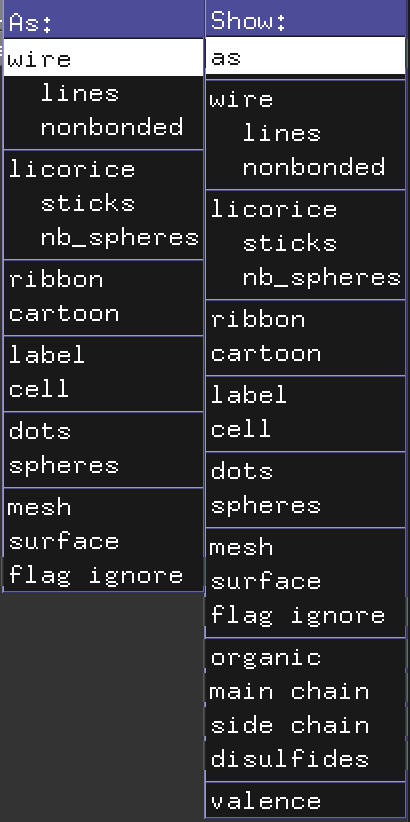 As:
wire
lines
nonbonded
licorice
sticks
nb_spheres
ribbon
cartoon
label
cell
dots
spheres
mesh
surface
flag ignore
Show:
as
wire
lines
nonbonded
licorice
sticks
nb_spheres
ribbon
cartoon
label
cell
dots
spheres
mesh
surface
flag ignore
organic
main chain
side chain
disulfides
valence